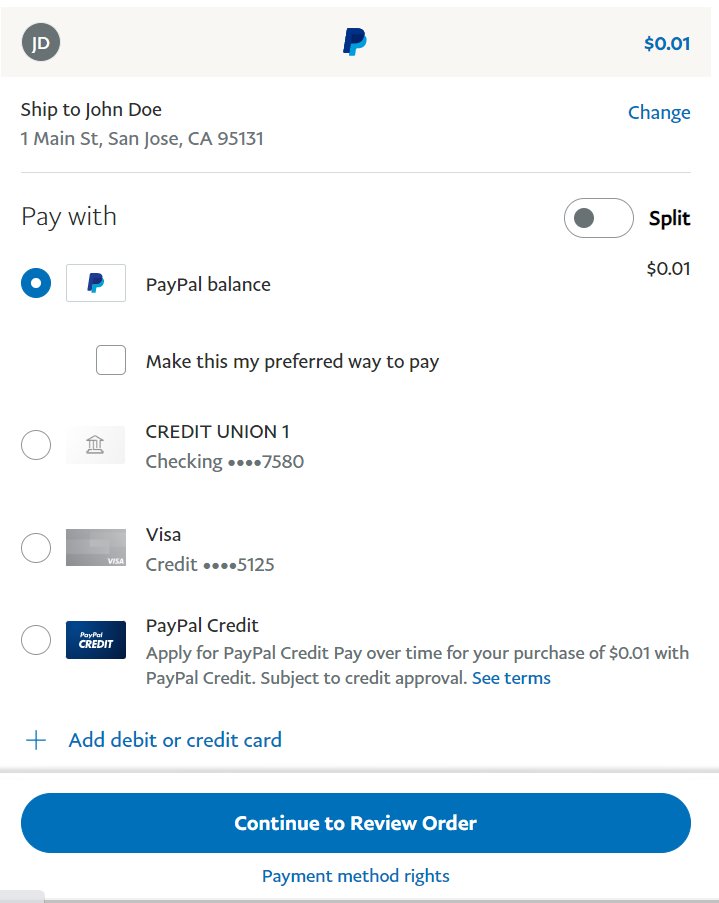 JD
$0.01
Ship to John Doe
Change
1 Main St, San Jose, CA 95131
Pay with
Split
PayPal balance
$0.01
Make this my preferred way to pay
CREDIT UNION 1
Checking ••••7580
Visa
VISA
Credit ••••5125
PayPal Credit
PayPal
CREDIT
Apply for PayPal Credit Pay over time for your purchase of $0.01 with
PayPal Credit. Subject to credit approval. See terms
Add debit or credit card
Continue to Review Order
Payment method rights